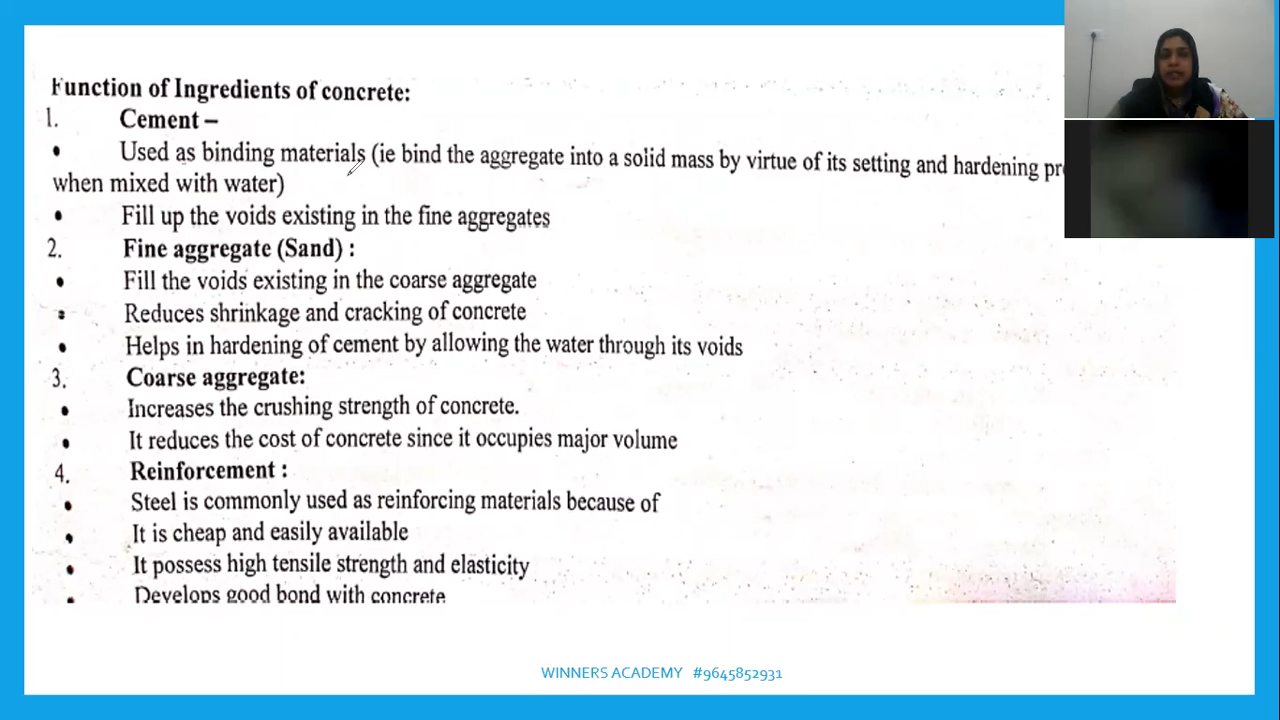 Function of Ingredients of concrete:
1. Cement –
• Used as binding materials (ie bind the aggregate into a solid mass by virtue of its setting and hardening
when mixed with water)
• Fill up the voids existing in the fine aggregates
2. Fine aggregate (Sand) :
• Fill the voids existing in the coarse aggregate
• Reduces shrinkage and cracking of concrete
• Helps in hardening of cement by allowing the water through its voids
3. Coarse aggregate:
• Increases the crushing strength of concrete.
• It reduces the cost of concrete since it occupies major volume
4. Reinforcement :
• Steel is commonly used as reinforcing materials because of
• It is cheap and easily available
• It possess high tensile strength and elasticity
• Develops good bond with concrete
WINNERS ACADEMY #9645852931